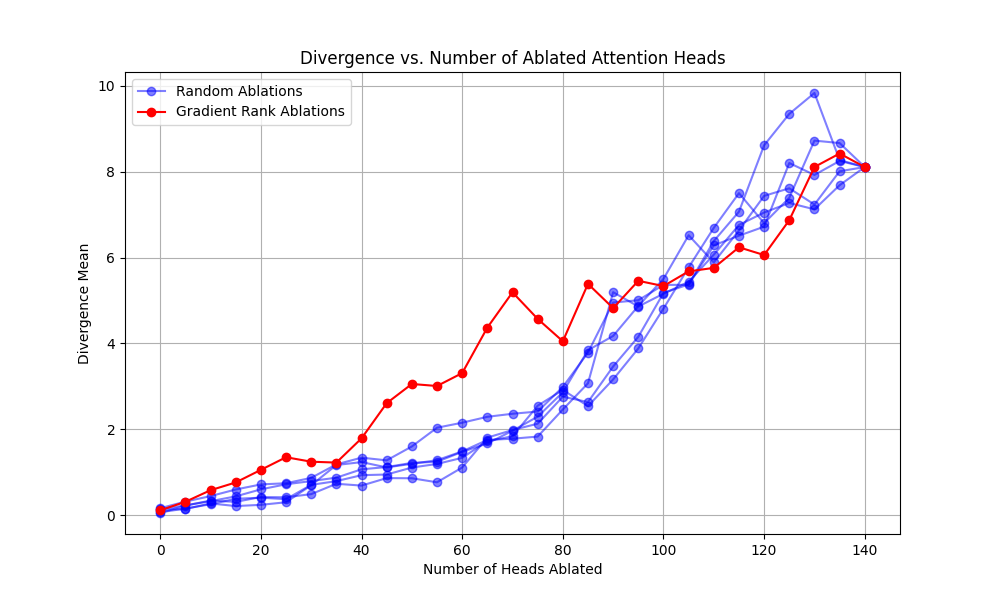 Divergence vs. Number of Ablated Attention Heads
Random Ablations
Gradient Rank Ablations
10
8
6
4
2
0
Divergence Mean
0 20 40 60 80 100 120 140
Number of Heads Ablated